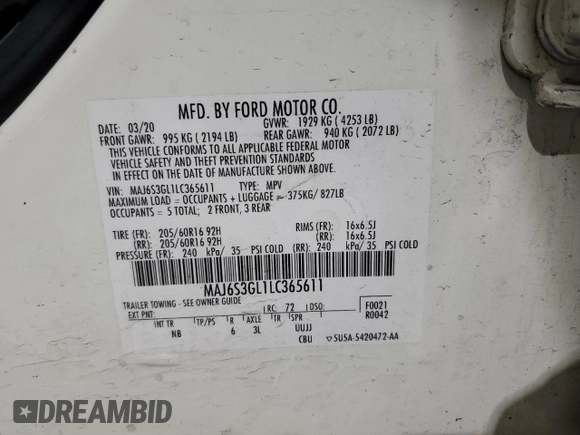 MFD. BY FORD MOTOR CO.
DATE: 03/20 GVWR: 1929 KG ( 4253 LB)
FRONT GAWR: 995 KG ( 2194 LB) REAR GAWR: 940 KG ( 2072 LB)
THIS VEHICLE CONFORMS TO ALL APPLICABLE FEDERAL MOTOR
VEHICLE SAFETY AND THEFT PREVENTION STANDARDS
IN EFFECT ON THE DATE OF MANUFACTURE SHOWN ABOVE.
VIN: MAJ6S3GL1LC365611 TYPE: MPV
MAXIMUM LOAD = OCCUPANTS + LUGGAGE = 375KG/ 827LB
OCCUPANTS = 5 TOTAL; 2 FRONT, 3 REAR
TIRE (FR): 205/60R16 92H RIMS (FR): 16x6.5J
(RR): 205/60R16 92H (RR): 16x6.5J
PRESSURE (FR): 240 kPa/ 35 PSI COLD (RR): 240 kPa/ 35 PSI COLD
MAJ6S3GL1LC365611
TRAILER TOWING - SEE OWNER GUIDE
EXT PNT: RC: 72 DSO: F0021
R0042
INT TR TP/PS R AXLE TR SPR
NB 6 3L UUJJ
CBU 5U5A-5420472-AA
DREAMBID